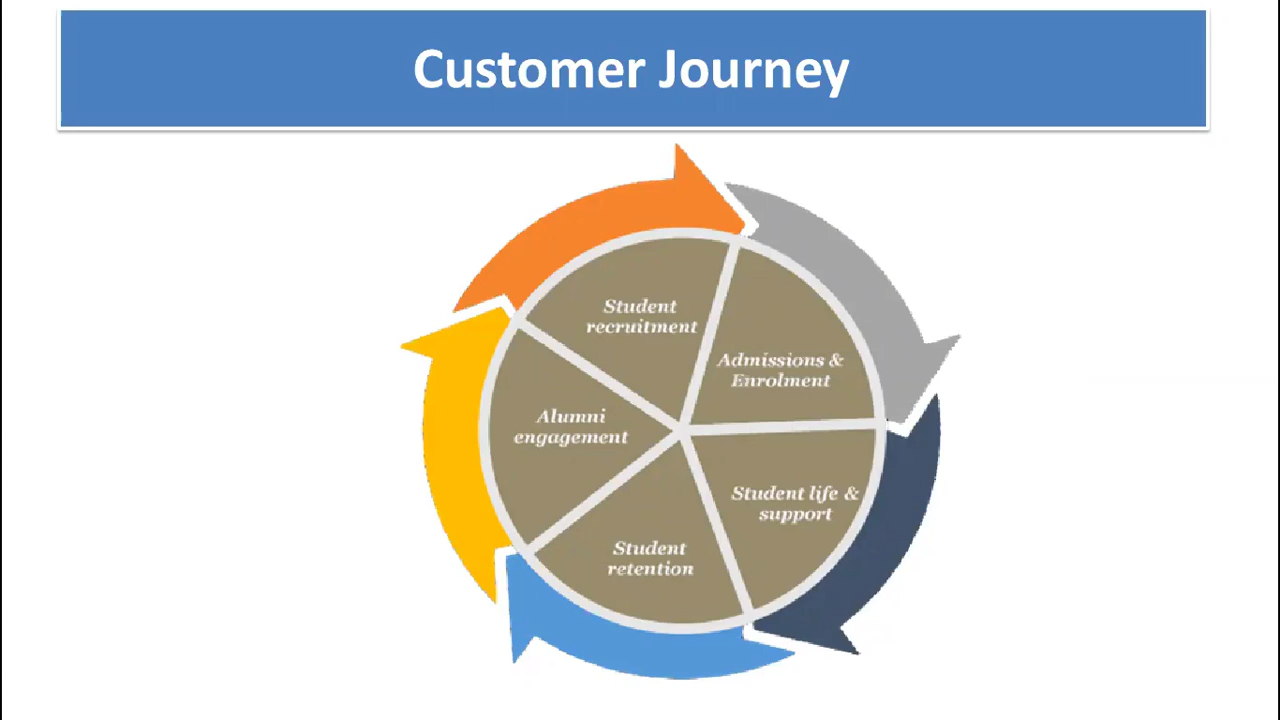 Customer Journey
Student
recruitment
Admissions &
Enrolment
Student life &
support
Student
retention
Alumni
engagement